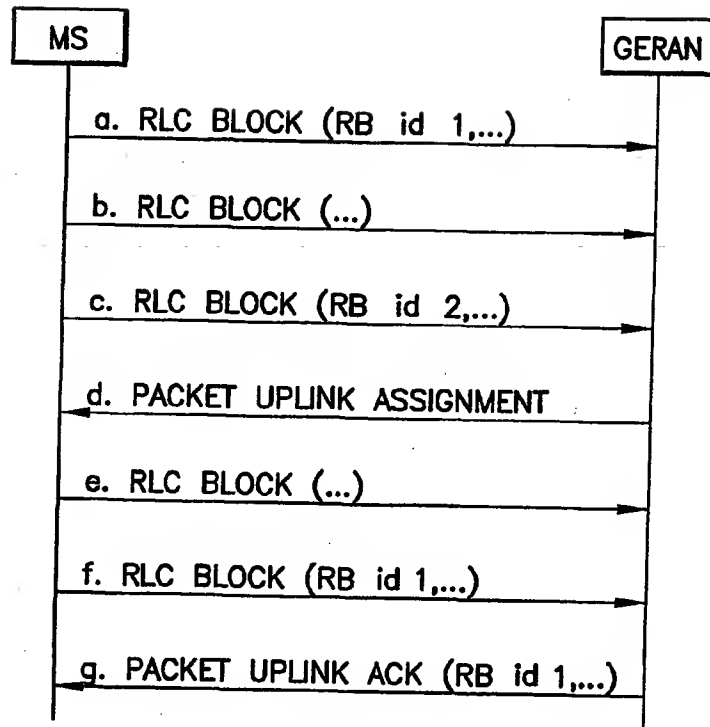 MS
GERAN
a. RLC BLOCK (RB id 1,...)
b. RLC BLOCK (...)
c. RLC BLOCK (RB id 2,...)
d. PACKET UPLINK ASSIGNMENT
e. RLC BLOCK (...)
f. RLC BLOCK (RB id 1,...)
g. PACKET UPLINK ACK (RB id 1,...)